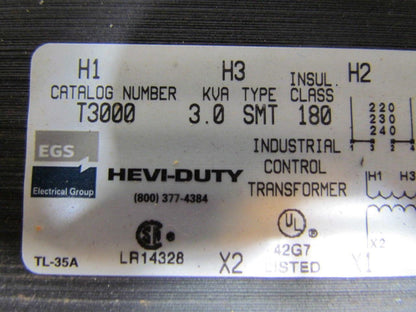 H1 H3 H2
CATALOG NUMBER KVA TYPE INSUL. CLASS
T3000 3.0 SMT 180
220
230
240
EGS
Electrical Group
HEVI-DUTY
(800) 377-4384
INDUSTRIAL
CONTROL
TRANSFORMER
H1 H3
X2
UL
42G7
LISTED
TL-35A
LR14328
X2 X1